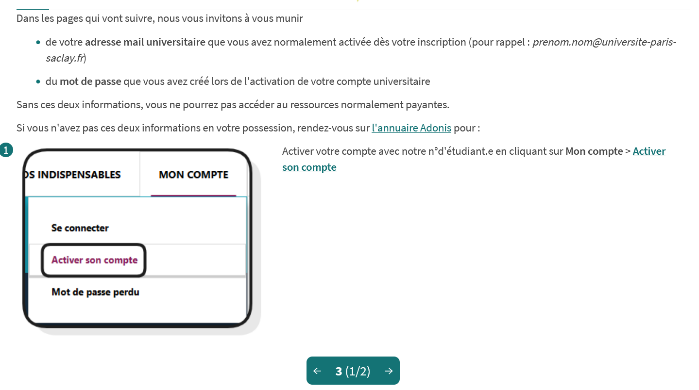 Dans les pages qui vont suivre, nous vous invitons à vous munir
de votre adresse mail universitaire que vous avez normalement activée dès votre inscription (pour rappel : prenom.nom@universite-paris-
saclay.fr)
du mot de passe que vous avez créé lors de l'activation de votre compte universitaire
Sans ces deux informations, vous ne pourrez pas accéder au ressources normalement payantes.
Si vous n'avez pas ces deux informations en votre possession, rendez-vous sur l'annuaire Adonis pour :
1
Activer votre compte avec notre n°d'étudiant.e en cliquant sur Mon compte > Activer
son compte
OS INDISPENSABLES MON COMPTE
Se connecter
Activer son compte
Mot de passe perdu
← 3 (1/2) →